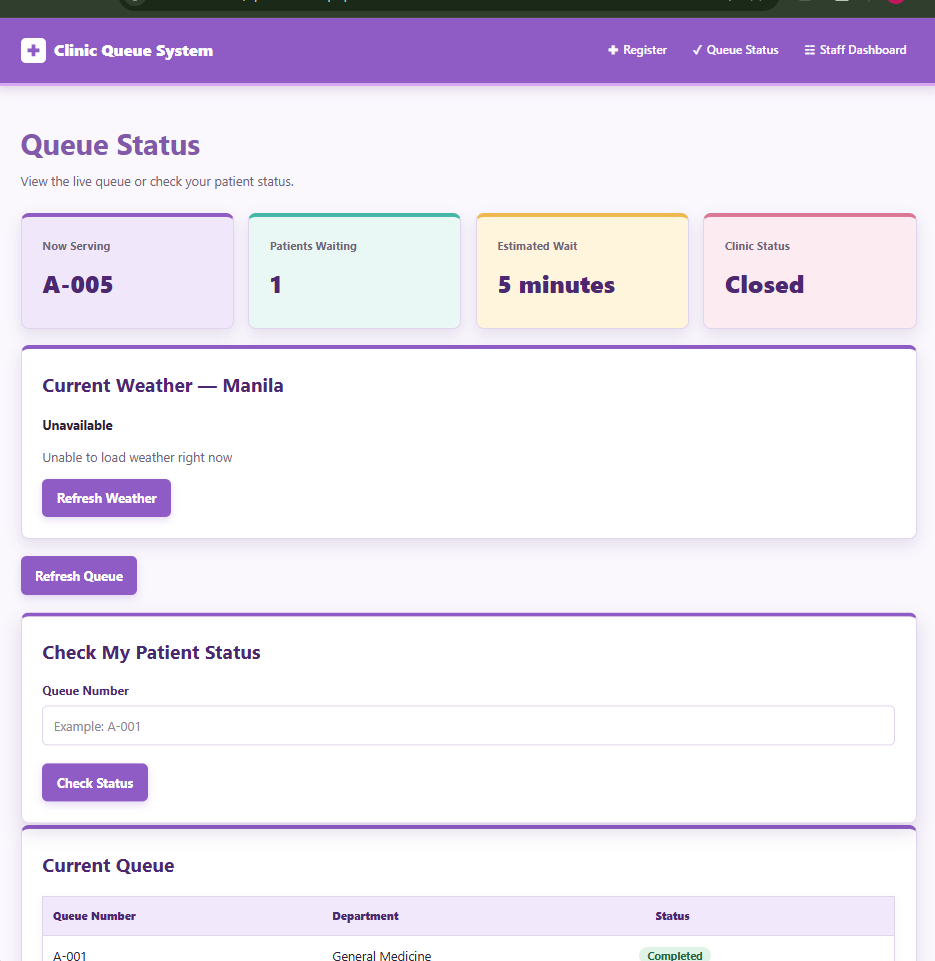 Clinic Queue System
Register
Queue Status
Staff Dashboard
Queue Status
View the live queue or check your patient status.
Now Serving
A-005
Patients Waiting
1
Estimated Wait
5 minutes
Clinic Status
Closed
Current Weather — Manila
Unavailable
Unable to load weather right now
Refresh Weather
Refresh Queue
Check My Patient Status
Queue Number
Example: A-001
Check Status
Current Queue
Queue Number Department Status
A-001 General Medicine Completed